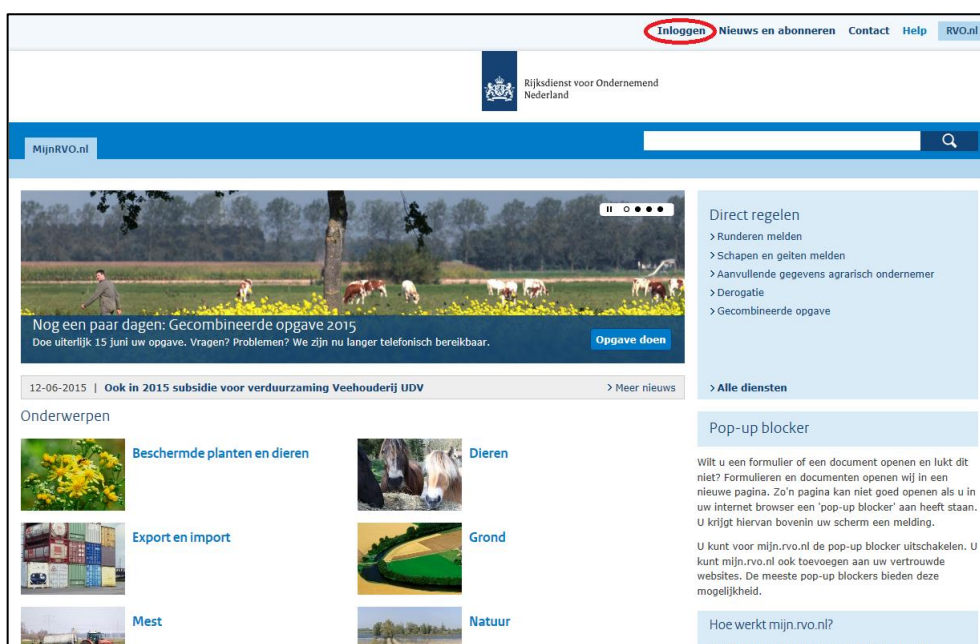 Inloggen Nieuws en abonneren Contact Help RVO.nl
Rijksdienst voor Ondernemend
Nederland
MijnRVO.nl
Nog een paar dagen: Gecombineerde opgave 2015
Doe uiterlijk 15 juni uw opgave. Vragen? Problemen? We zijn nu langer telefonisch bereikbaar.
Opgave doen
12-06-2015 | Ook in 2015 subsidie voor verduurzaming Veehouderij UDV > Meer nieuws
Onderwerpen
Beschermde planten en dieren
Dieren
Export en import
Grond
Mest
Natuur
Direct regelen
> Runderen melden
> Schapen en geiten melden
> Aanvullende gegevens agrarisch ondernemer
> Derogatie
> Gecombineerde opgave
> Alle diensten
Pop-up blocker
Wilt u een formulier of een document openen en lukt dit
niet? Formulieren en documenten openen wij in een
nieuwe pagina. Zo'n pagina kan niet goed openen als u in
uw internet browser een 'pop-up blocker' aan heeft staan.
U krijgt hiervan bovenin uw scherm een melding.
U kunt voor mijn.rvo.nl de pop-up blocker uitschakelen. U
kunt mijn.rvo.nl ook toevoegen aan uw vertrouwde
websites. De meeste pop-up blockers bieden deze
mogelijkheid.
Hoe werkt mijn.rvo.nl?